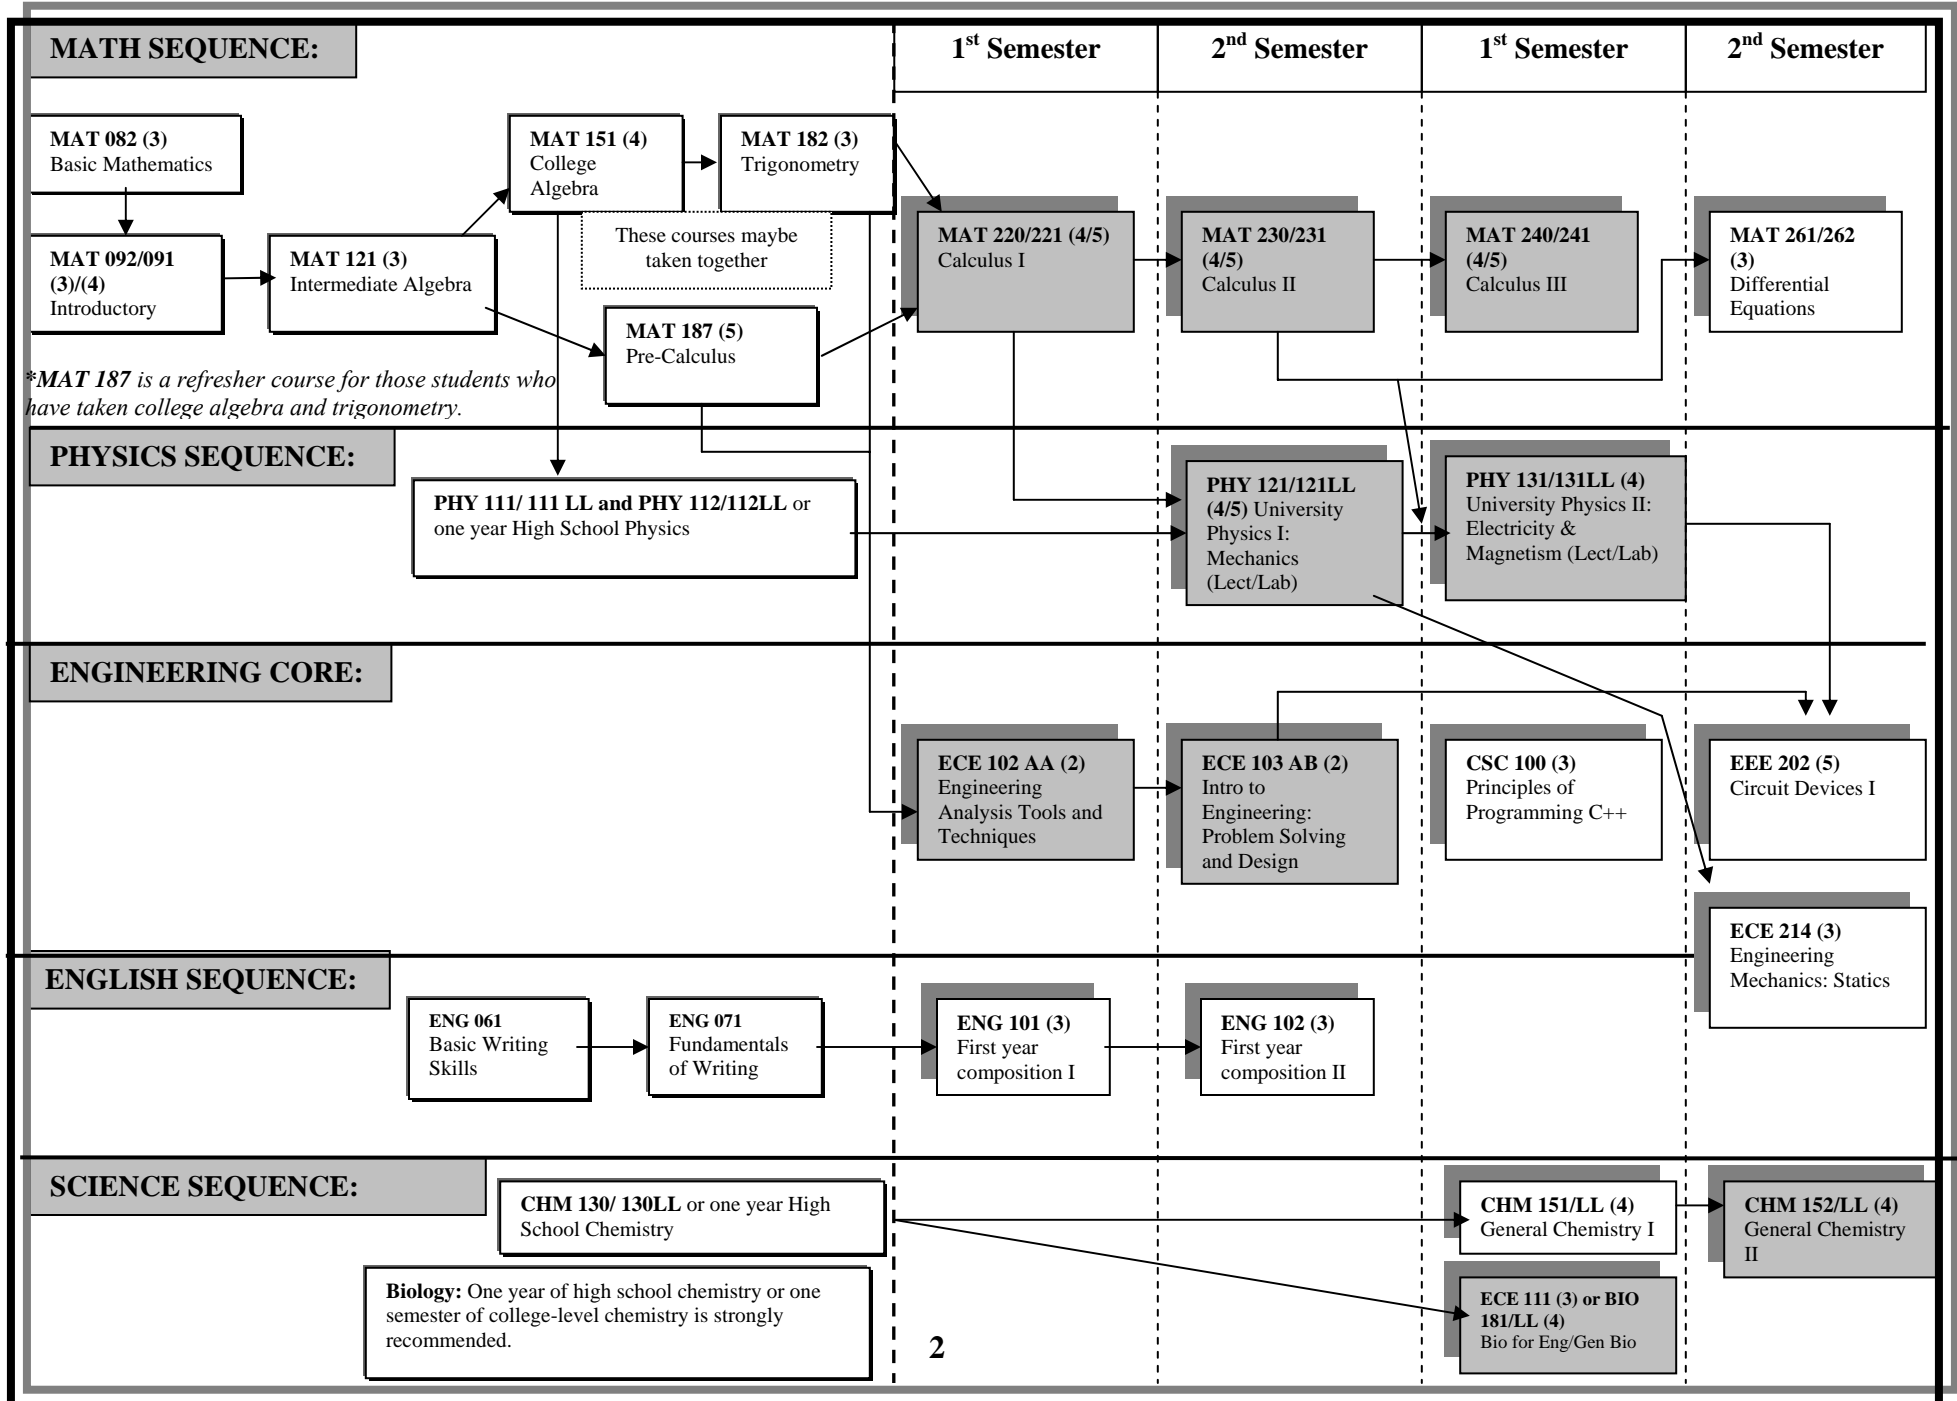 MATH SEQUENCE:
1st Semester
2nd Semester
1st Semester
2nd Semester
MAT 082 (3)
Basic Mathematics
MAT 151 (4)
College
Algebra
MAT 182 (3)
Trigonometry
These courses maybe
taken together
MAT 092/091
(3)/(4)
Introductory
MAT 121 (3)
Intermediate Algebra
MAT 187 (5)
Pre-Calculus
MAT 220/221 (4/5)
Calculus I
MAT 230/231
(4/5)
Calculus II
MAT 240/241
(4/5)
Calculus III
MAT 261/262
(3)
Differential
Equations
*MAT 187 is a refresher course for those students who
have taken college algebra and trigonometry.
PHYSICS SEQUENCE:
PHY 111/ 111 LL and PHY 112/112LL or
one year High School Physics
PHY 121/121LL
(4/5) University
Physics I:
Mechanics
(Lect/Lab)
PHY 131/131LL (4)
University Physics II:
Electricity &
Magnetism (Lect/Lab)
ENGINEERING CORE:
ECE 102 AA (2)
Engineering
Analysis Tools and
Techniques
ECE 103 AB (2)
Intro to
Engineering:
Problem Solving
and Design
CSC 100 (3)
Principles of
Programming C++
EEE 202 (5)
Circuit Devices I
ECE 214 (3)
Engineering
Mechanics: Statics
ENGLISH SEQUENCE:
ENG 061
Basic Writing
Skills
ENG 071
Fundamentals
of Writing
ENG 101 (3)
First year
composition I
ENG 102 (3)
First year
composition II
SCIENCE SEQUENCE:
CHM 130/ 130LL or one year High
School Chemistry
CHM 151/LL (4)
General Chemistry I
CHM 152/LL (4)
General Chemistry
II
Biology: One year of high school chemistry or one
semester of college-level chemistry is strongly
recommended.
ECE 111 (3) or BIO
181/LL (4)
Bio for Eng/Gen Bio
2